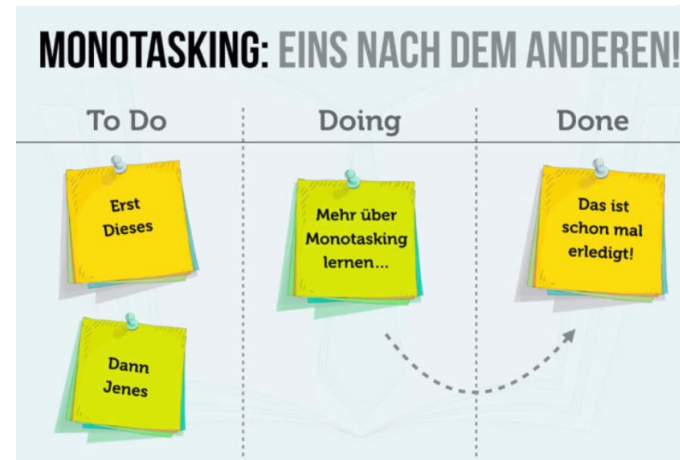 MONOTASKING: EINS NACH DEM ANDEREN!
To Do
Doing
Done
Erst
Dieses
Dann
Jenes
Mehr über
Monotasking
lernen...
Das ist
schon mal
erledigt!